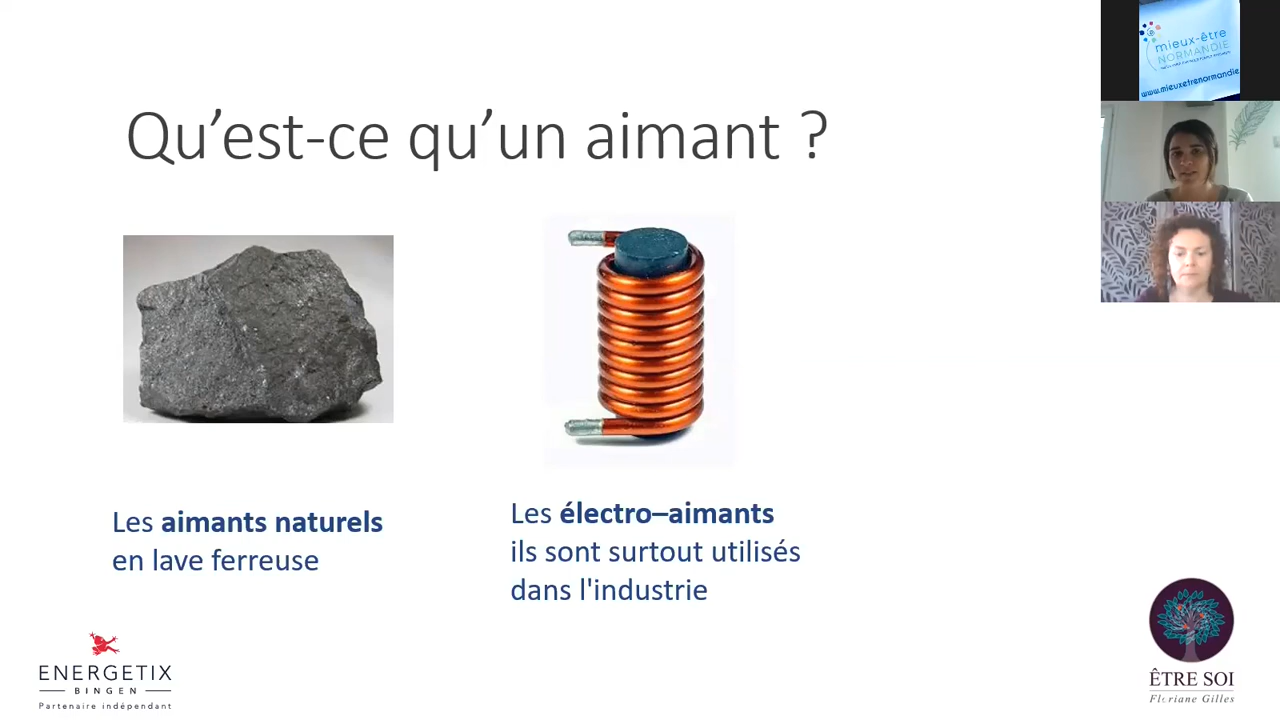 Qu’est-ce qu’un aimant ?
Les aimants naturels
en lave ferreuse
Les électro–aimants
ils sont surtout utilisés
dans l'industrie
ENERGETIX
BINGEN
Partenaire indépendant
ÊTRE SOI
Floriane Gilles
mieux-être
NORMANDIE
www.mieuxetrenormandie